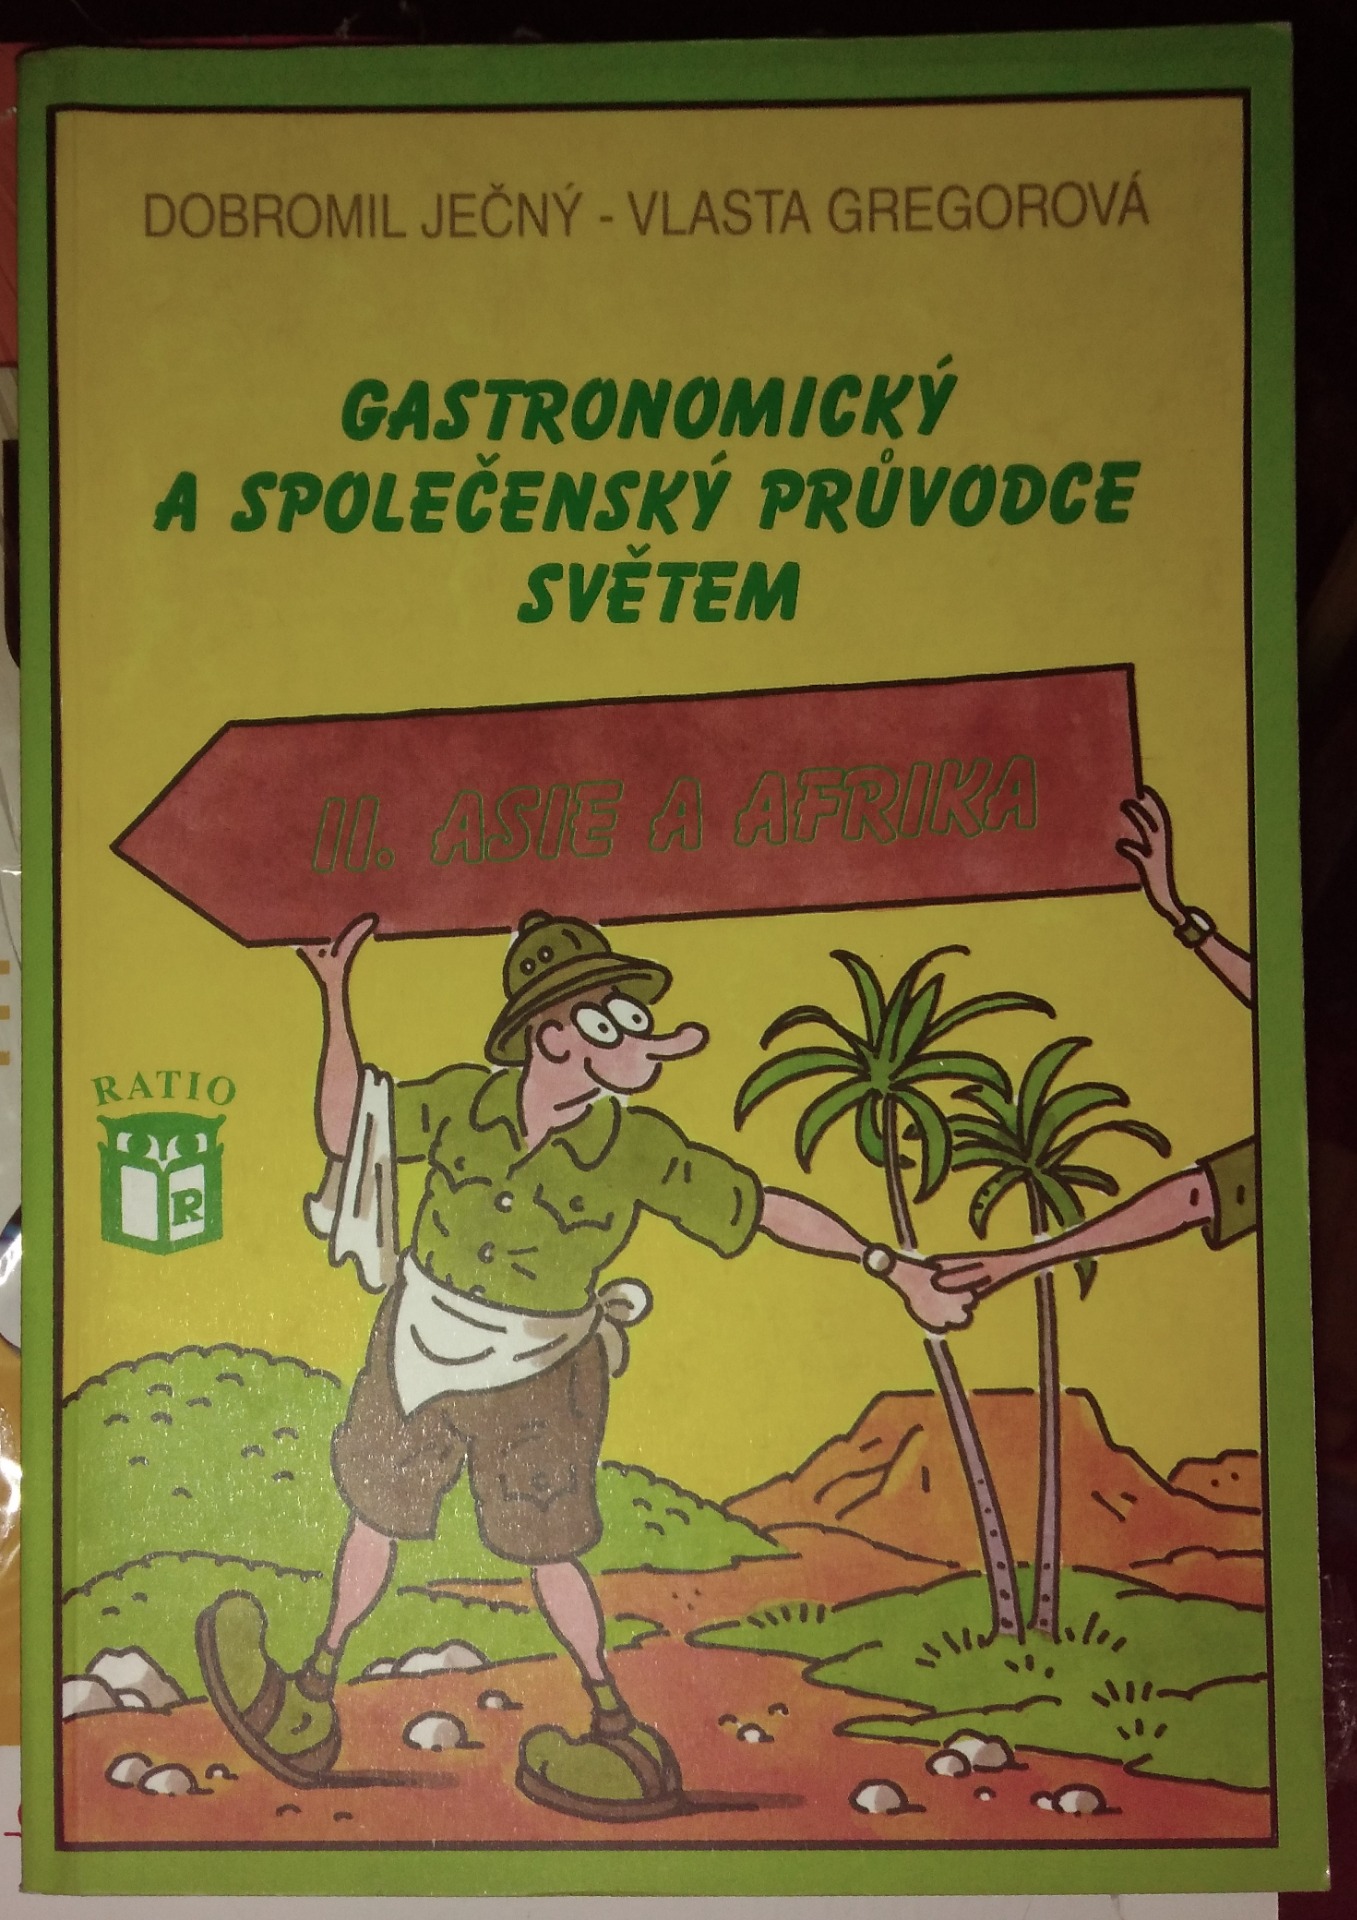 DOBROMIL JEČNÝ - VLASTA GREGOROVÁ
GASTRONOMICKÝ
A SPOLEČENSKÝ PRŮVODCE
SVĚTEM
II. ASIE A AFRIKA
RATIO
R